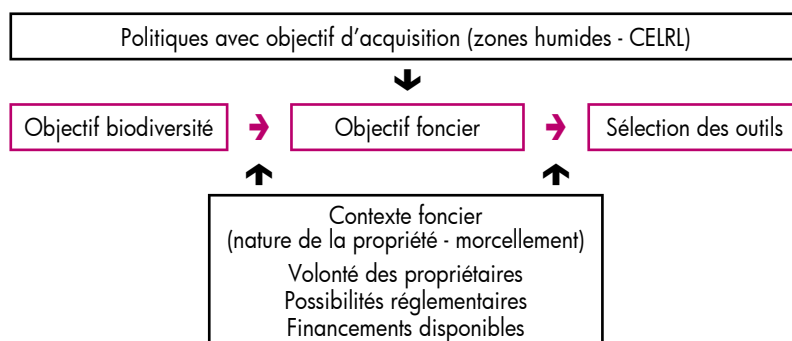 Politiques avec objectif d’acquisition (zones humides - CELRL)
Objectif biodiversité
Objectif foncier
Sélection des outils
Contexte foncier
(nature de la propriété - morcellement)
Volonté des propriétaires
Possibilités réglementaires
Financements disponibles